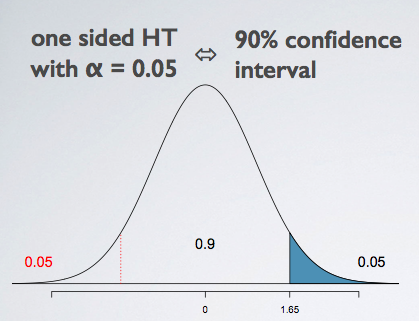 one sided HT
with α = 0.05
⇔
90% confidence
interval
0.9
0.05
0.05
0
1.65